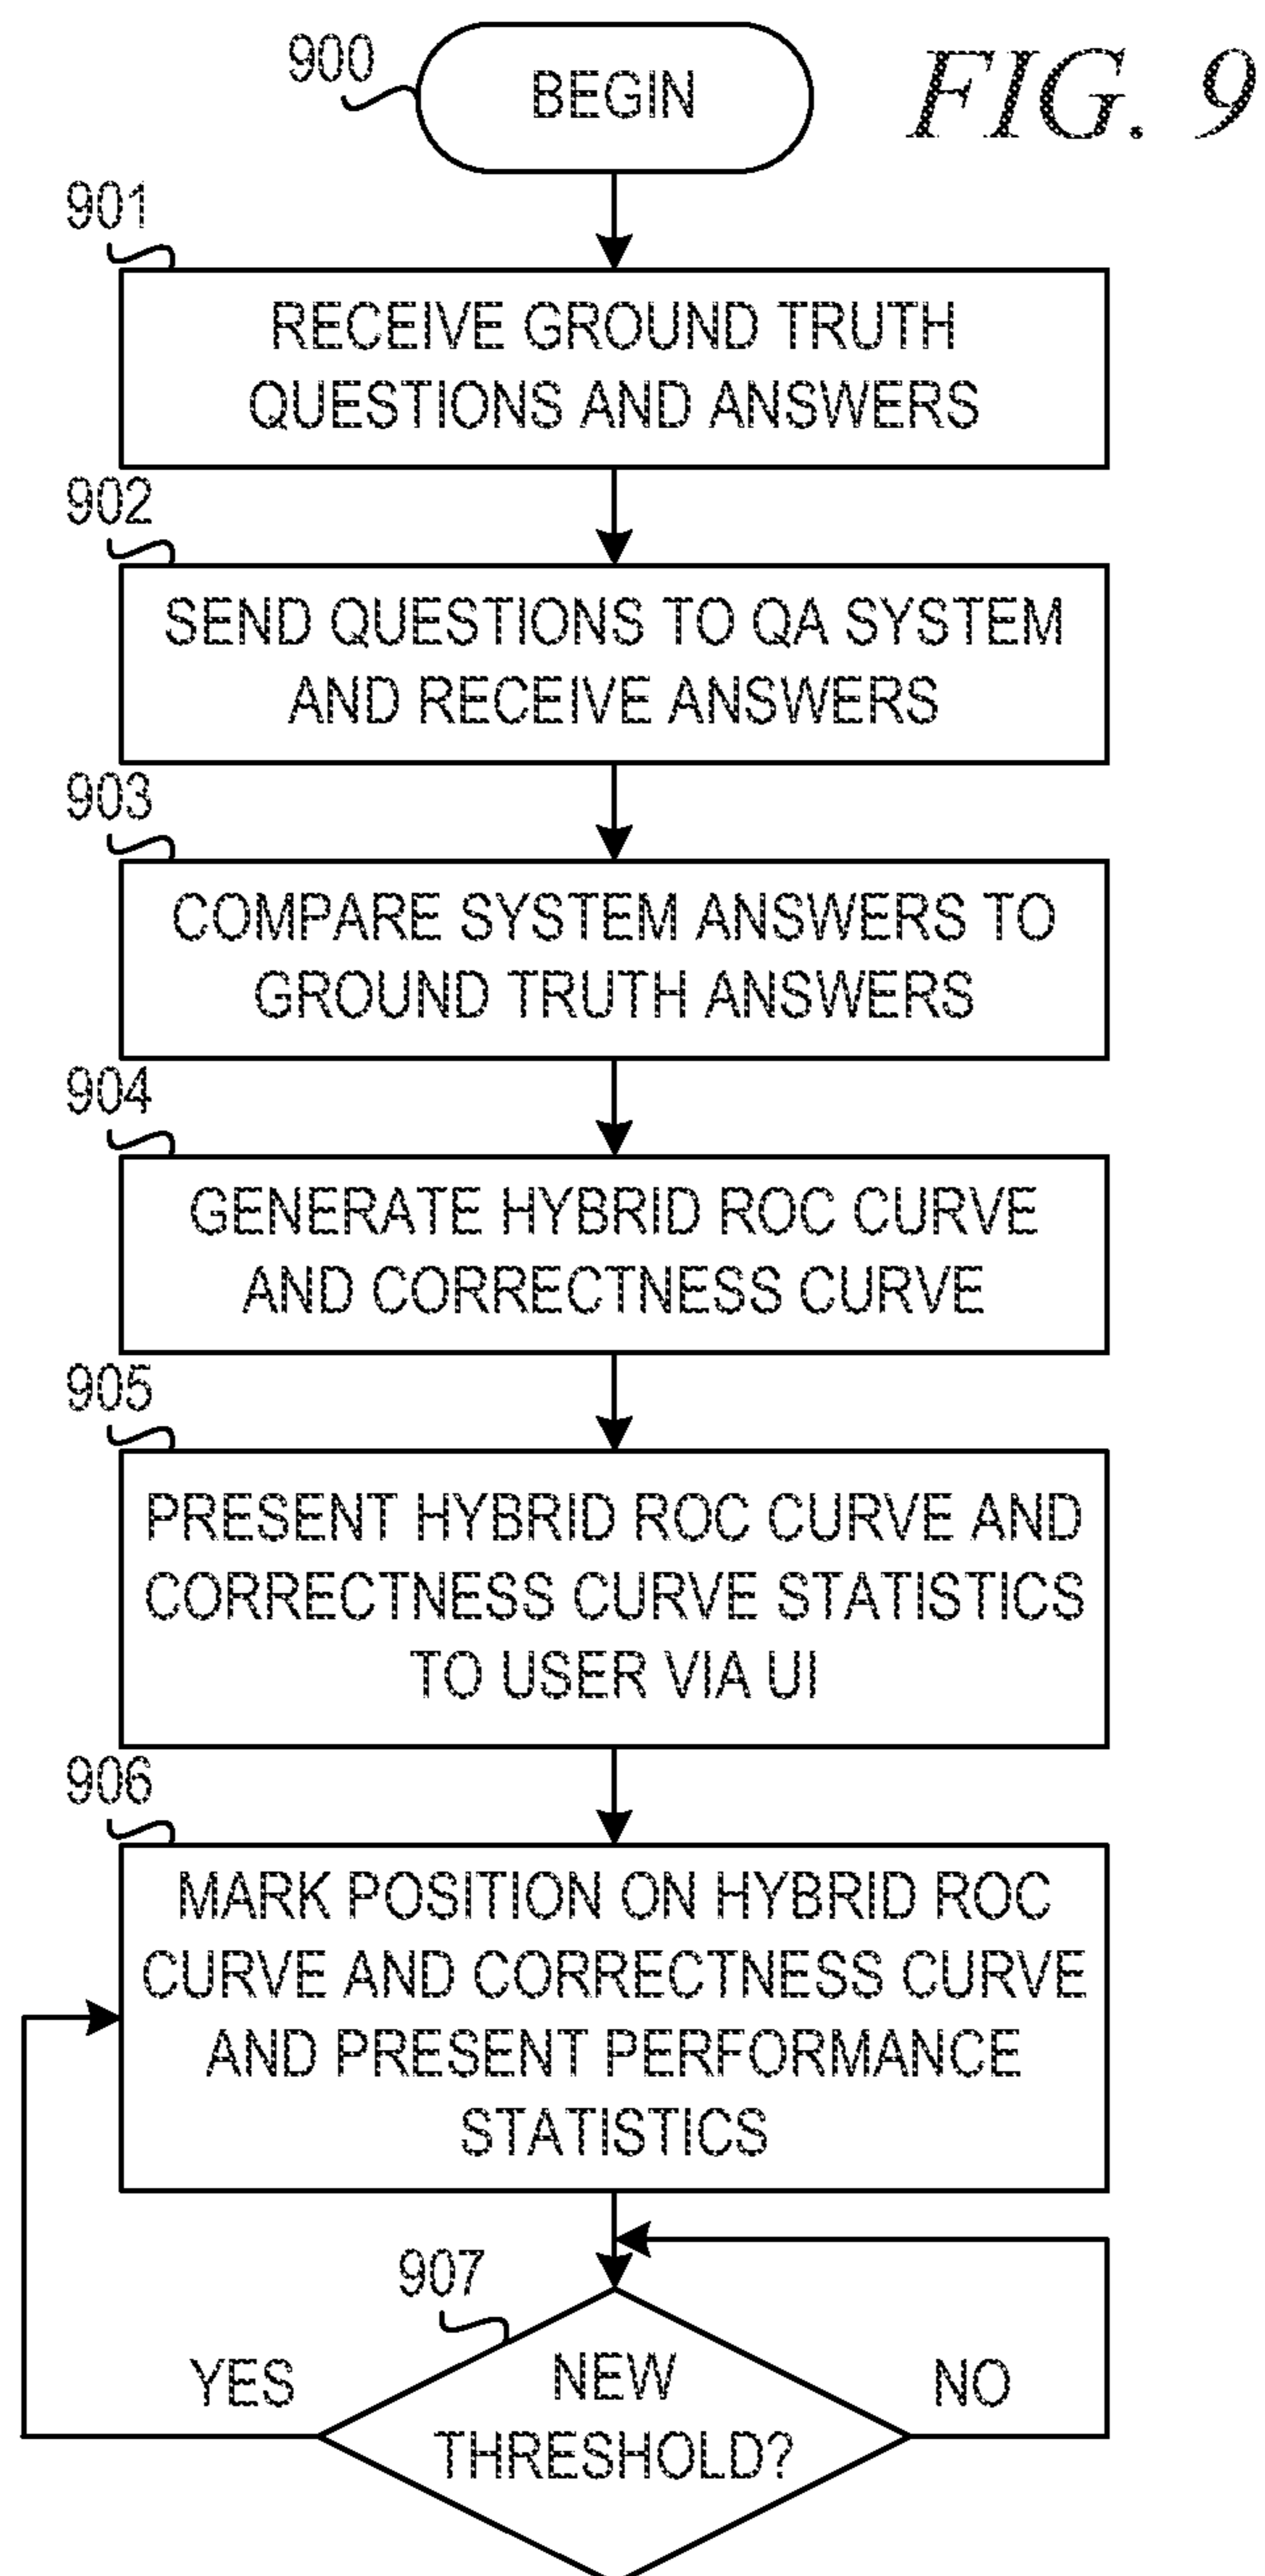 900
BEGIN
FIG. 9
901
RECEIVE GROUND TRUTH
QUESTIONS AND ANSWERS
902
SEND QUESTIONS TO QA SYSTEM
AND RECEIVE ANSWERS
903
COMPARE SYSTEM ANSWERS TO
GROUND TRUTH ANSWERS
904
GENERATE HYBRID ROC CURVE
AND CORRECTNESS CURVE
905
PRESENT HYBRID ROC CURVE AND
CORRECTNESS CURVE STATISTICS
TO USER VIA UI
906
MARK POSITION ON HYBRID ROC
CURVE AND CORRECTNESS CURVE
AND PRESENT PERFORMANCE
STATISTICS
907
YES
NEW
THRESHOLD?
NO